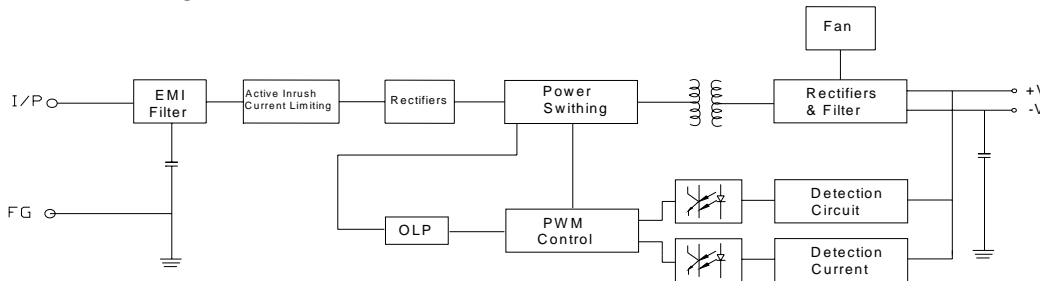 Fan
I/P
EMI
Filter
Active Inrush
Current Limiting
Rectifiers
Power
Swithing
Rectifiers
& Filter
+V
-V
FG
OLP
PWM
Control
Detection
Circuit
Detection
Current